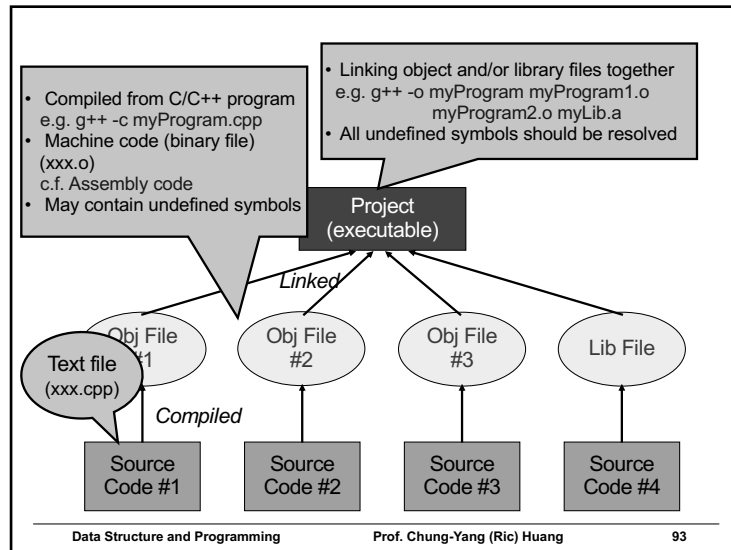 • Compiled from C/C++ program
e.g. g++ -c myProgram.cpp
• Machine code (binary file)
(xxx.o)
c.f. Assembly code
• May contain undefined symbols
• Linking object and/or library files together
e.g. g++ -o myProgram myProgram1.o
myProgram2.o myLib.a
• All undefined symbols should be resolved
Project
(executable)
Linked
Obj File
#1
Obj File
#2
Obj File
#3
Lib File
Text file
(xxx.cpp)
Compiled
Source
Code #1
Source
Code #2
Source
Code #3
Source
Code #4
Data Structure and Programming Prof. Chung-Yang (Ric) Huang 93